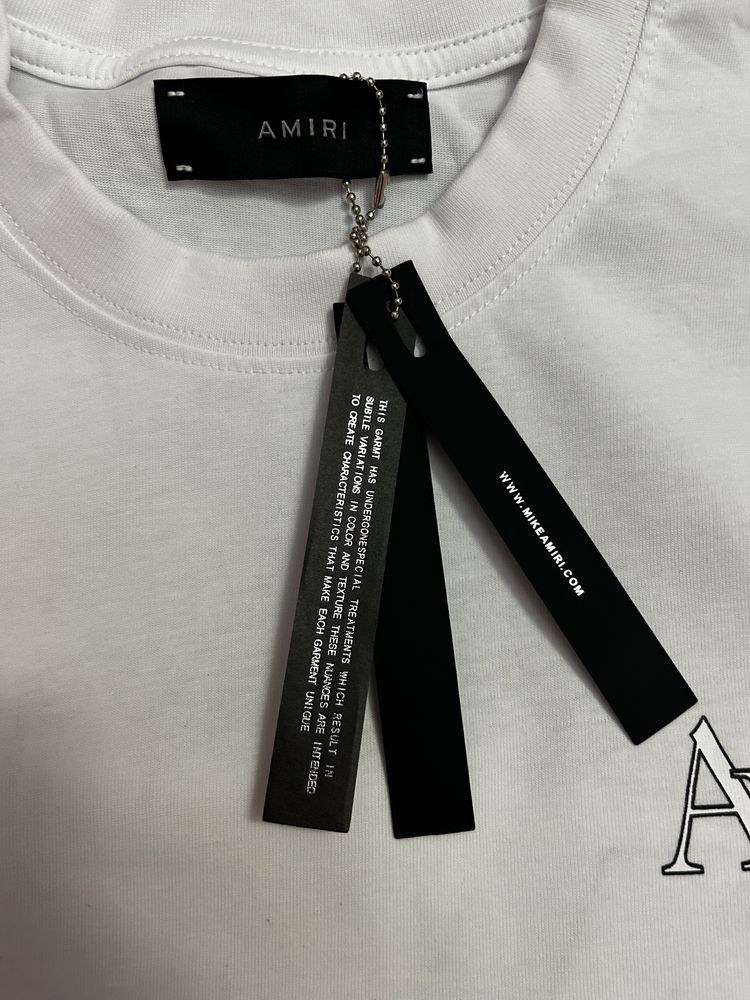 AMIRI
THIS GARMT HAS UNDERGONESPECIAL TREATMENTS WHICH RESULT IN
SUBTLE VARIATIONS IN COLOR AND TEXTURE THESE NUANCES ARE INTENDED
TO CREATE CHARACTERISTICS THAT MAKE EACH GARMENT UNIQUE
WWW.MIKEAMIRI.COM
A